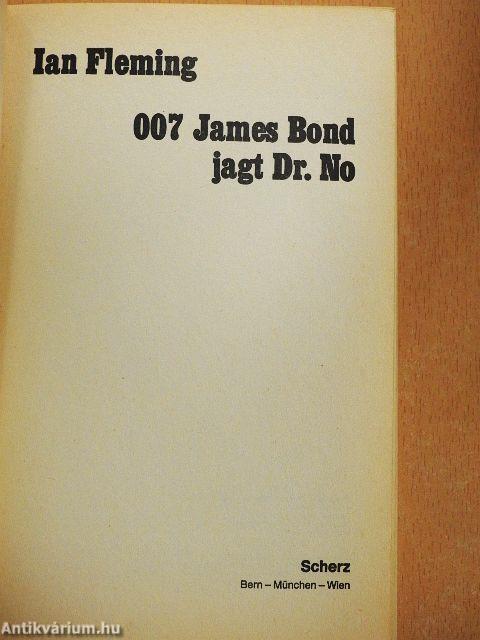 Ian Fleming
007 James Bond
jagt Dr. No
Scherz
Bern – München – Wien
Antikvárium.hu